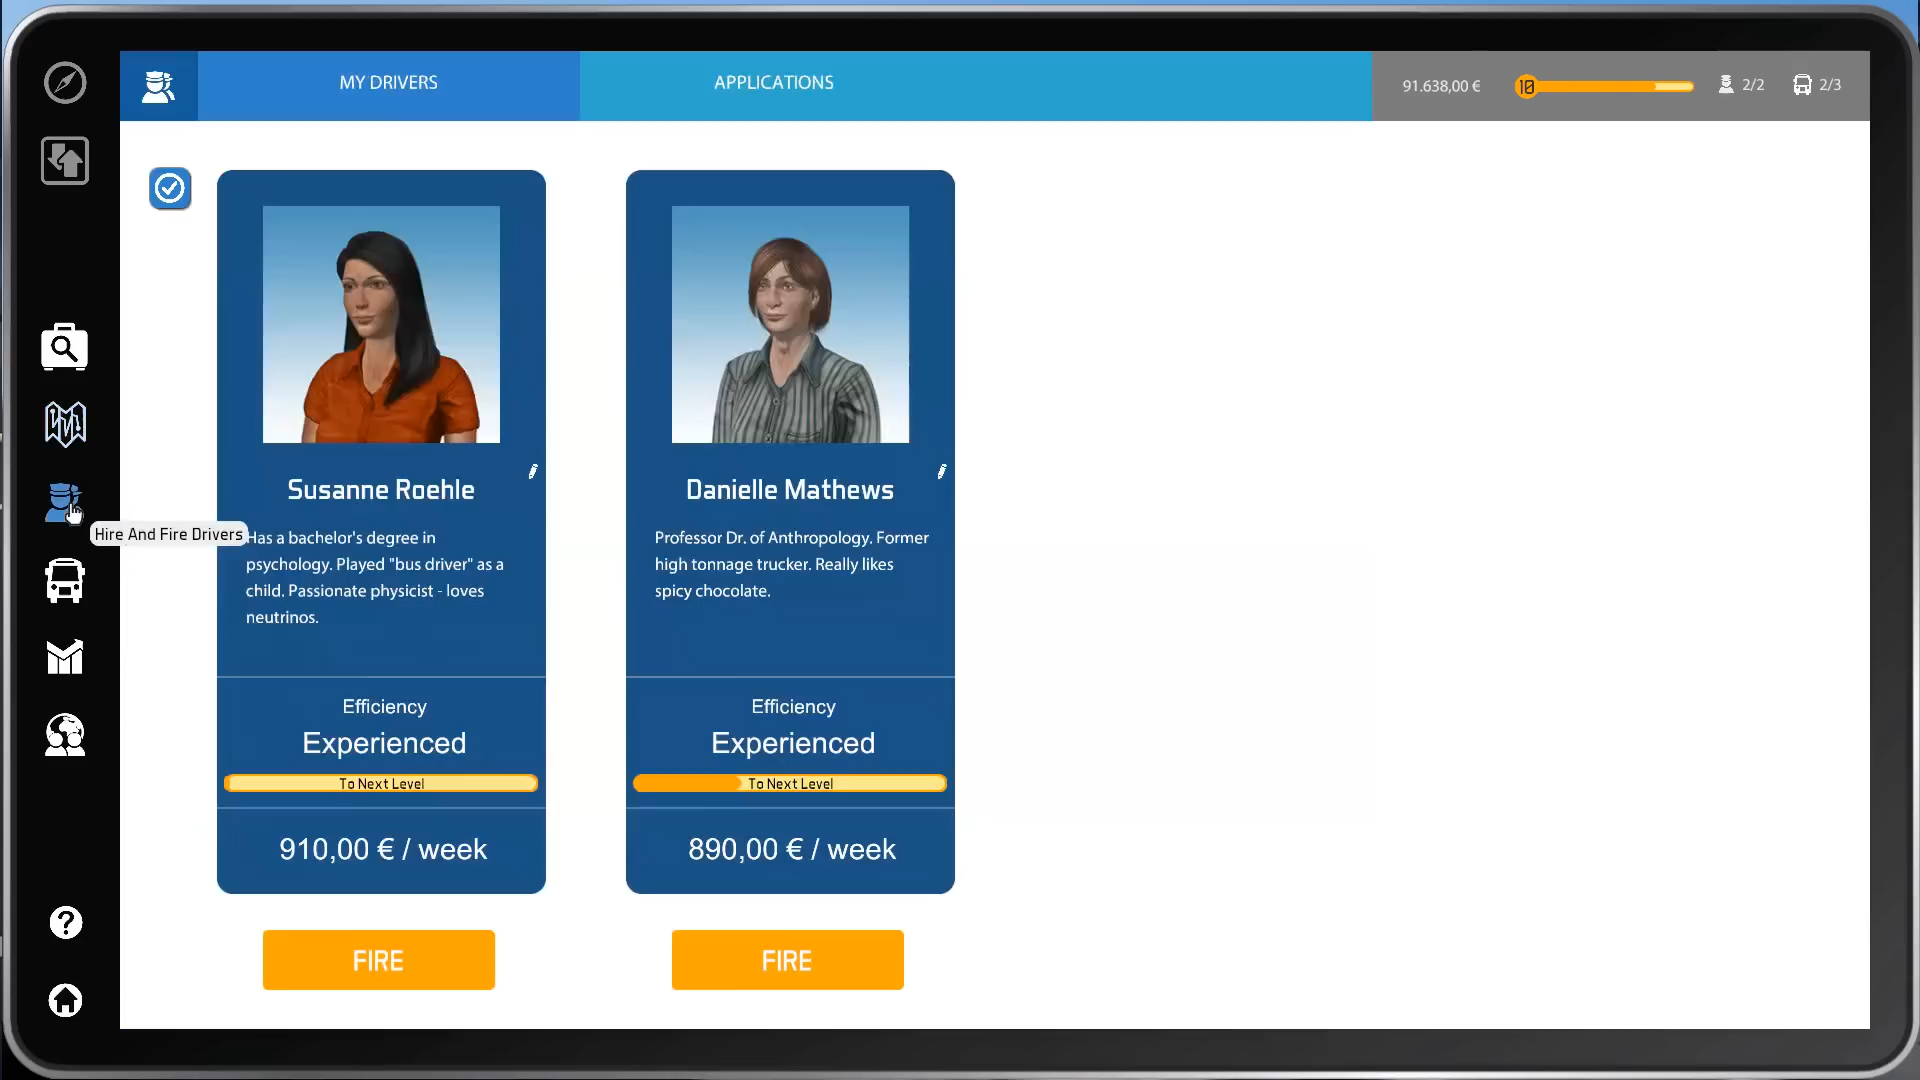 MY DRIVERS
APPLICATIONS
91.638,00 €
10
2/2
2/3
Susanne Roehle
Has a bachelor's degree in
psychology. Played "bus driver" as a
child. Passionate physicist - loves
neutrinos.
Efficiency
Experienced
To Next Level
910,00 € / week
FIRE
Danielle Mathews
Professor Dr. of Anthropology. Former
high tonnage trucker. Really likes
spicy chocolate.
Efficiency
Experienced
To Next Level
890,00 € / week
FIRE
Hire And Fire Drivers
?